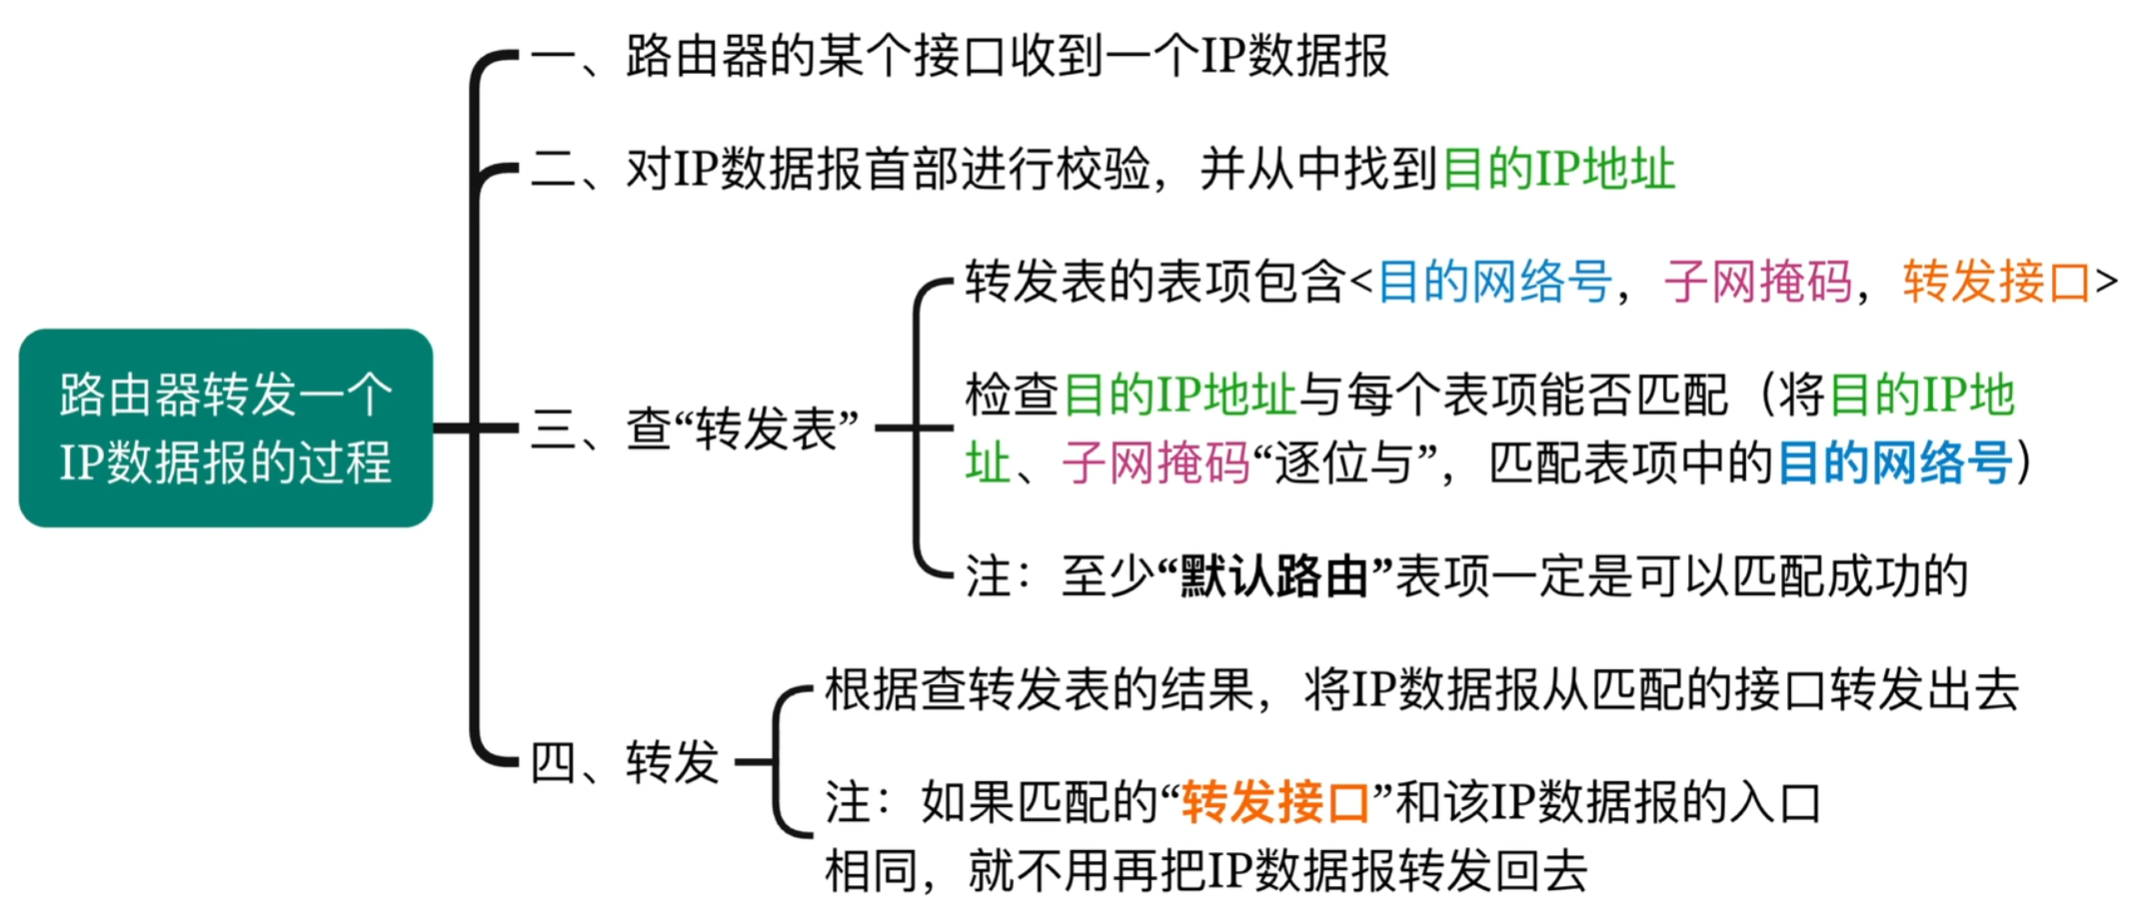 路由器转发一个
IP数据报的过程
一、路由器的某个接口收到一个IP数据报
二、对IP数据报首部进行校验，并从中找到目的IP地址
三、查“转发表”
转发表的表项包含<目的网络号，子网掩码，转发接口>
检查目的IP地址与每个表项能否匹配（将目的IP地
址、子网掩码“逐位与”，匹配表项中的目的网络号）
注：至少“默认路由”表项一定是可以匹配成功的
四、转发
根据查转发表的结果，将IP数据报从匹配的接口转发出去
注：如果匹配的“转发接口”和该IP数据报的入口
相同，就不用再把IP数据报转发回去